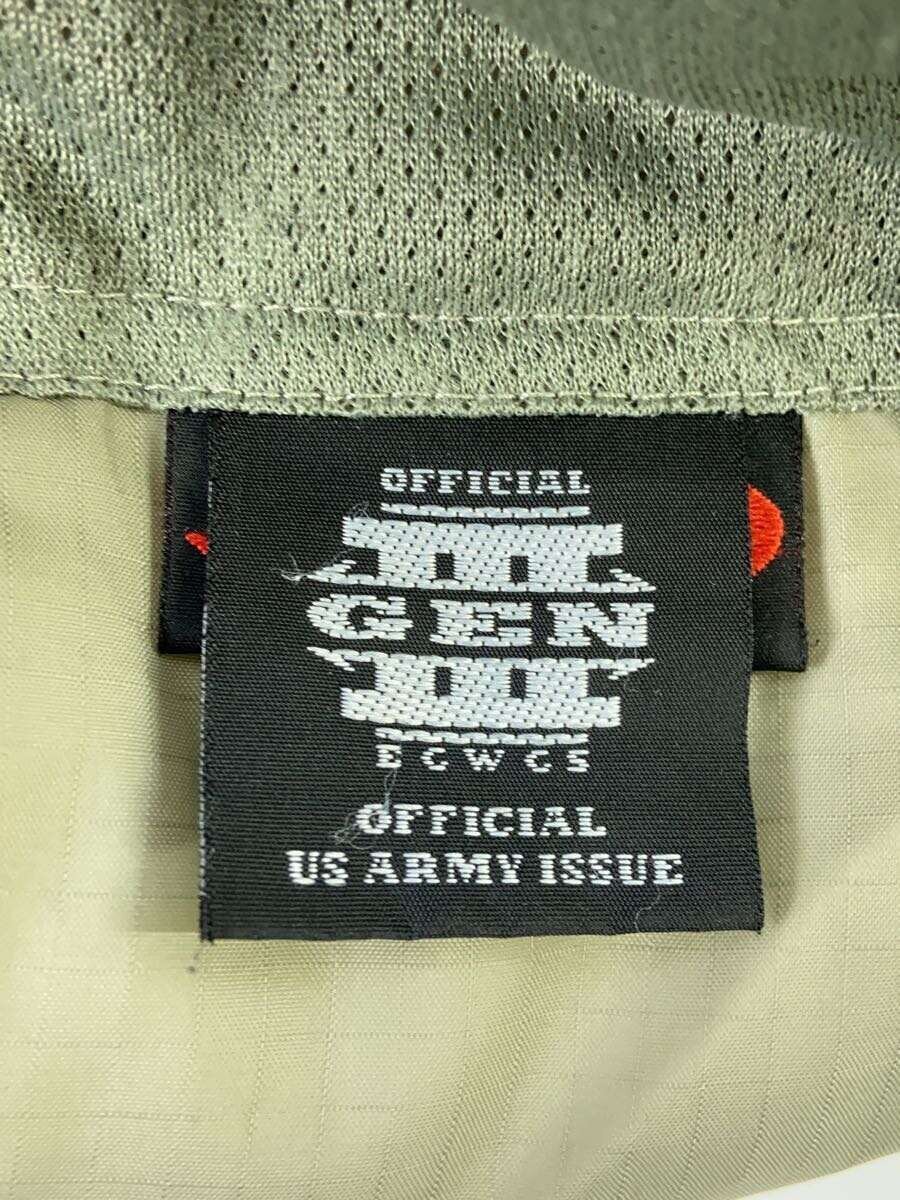 OFFICIAL
III
GEN
III
ECWCS
OFFICIAL
US ARMY ISSUE